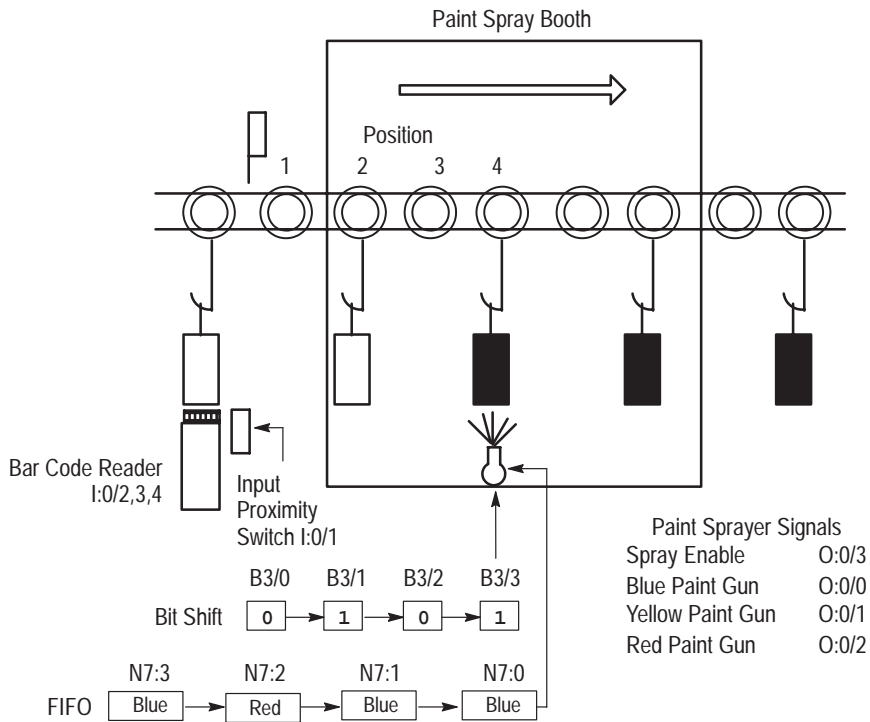 Paint Spray Booth
Position
1 2 3 4
Bar Code Reader
I:0/2,3,4
Input
Proximity
Switch I:0/1
Paint Sprayer Signals
Spray Enable O:0/3
Blue Paint Gun O:0/0
Yellow Paint Gun O:0/1
Red Paint Gun O:0/2
B3/0 B3/1 B3/2 B3/3
Bit Shift 0 1 0 1
N7:3 N7:2 N7:1 N7:0
FIFO Blue Red Blue Blue